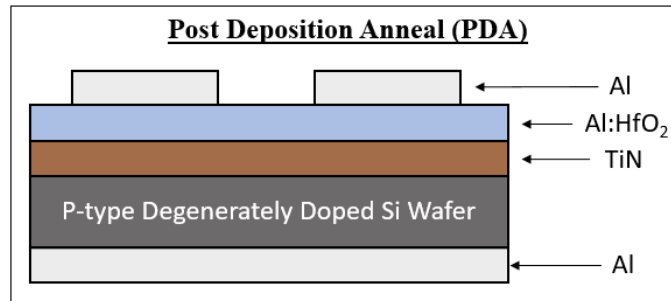 Post Deposition Anneal (PDA)
Al
Al:HfO₂
TiN
P-type Degenerately Doped Si Wafer
Al